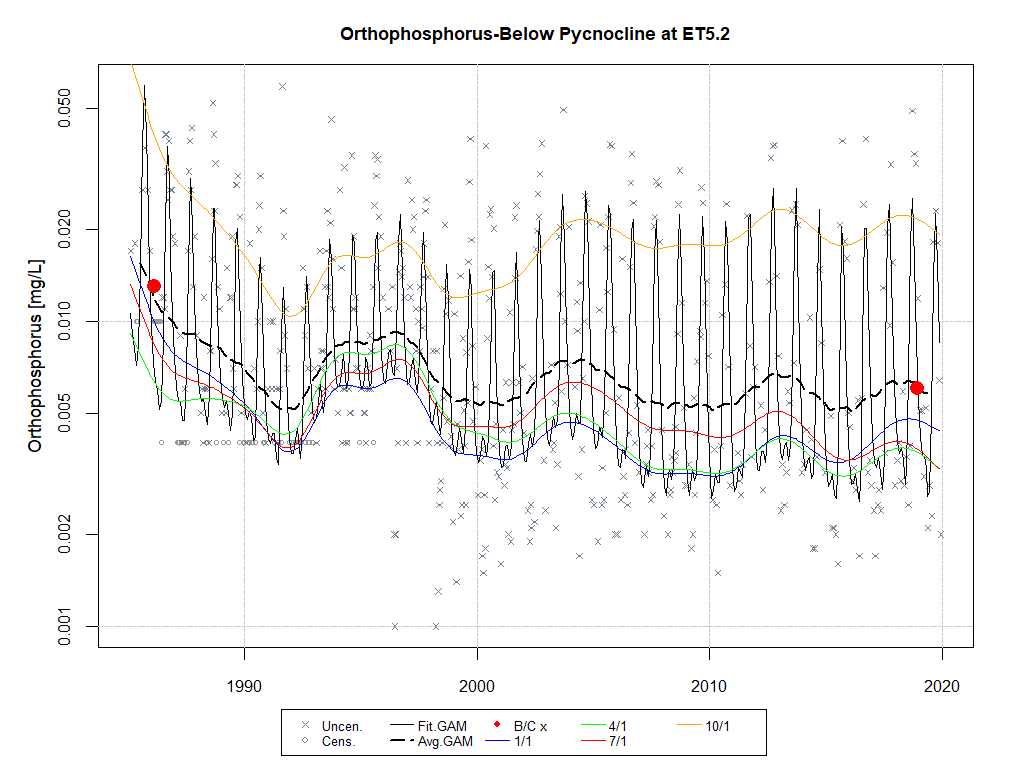 Orthophosphorus-Below Pycnocline at ET5.2
Orthophosphorus [mg/L]
0.050
0.020
0.010
0.005
0.002
0.001
1990 2000 2010 2020
Uncen. Fit.GAM B/C x 4/1 10/1
Cens. Avg.GAM 1/1 7/1